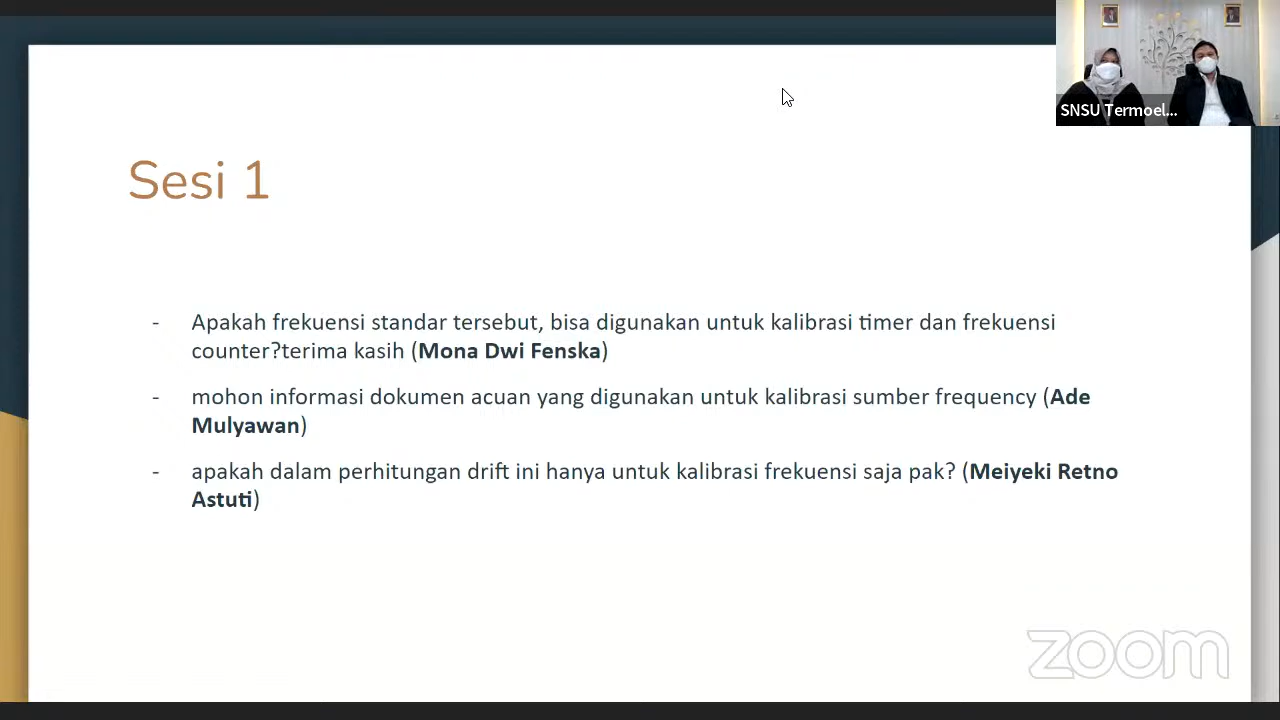 SNSU Termoel...
Sesi 1
- Apakah frekuensi standar tersebut, bisa digunakan untuk kalibrasi timer dan frekuensi
counter?terima kasih (Mona Dwi Fenska)
- mohon informasi dokumen acuan yang digunakan untuk kalibrasi sumber frequency (Ade
Mulyawan)
- apakah dalam perhitungan drift ini hanya untuk kalibrasi frekuensi saja pak? (Meiyeki Retno
Astuti)
zoom